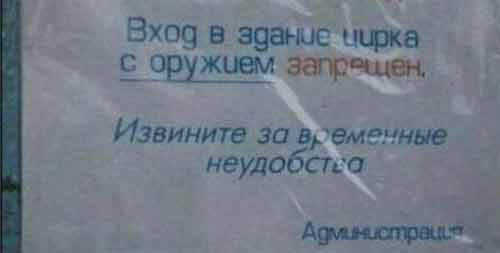 Вход в здание цирка
с оружием запрещен.
Извините за временные
неудобства
Администрация